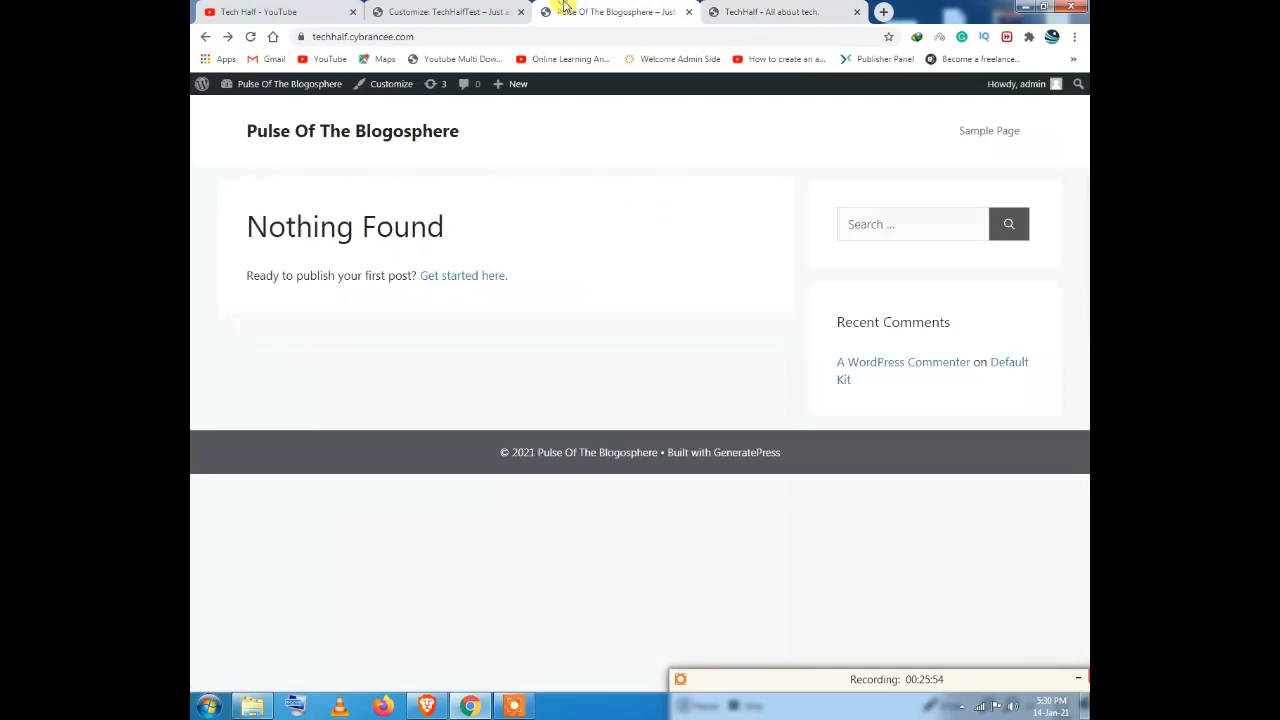 Tech Half - YouTube
Customize: TechHalfTest – Just a
Pulse Of The Blogosphere – Just
TechHalf - All about tech.
techhalf.cybrancee.com
Apps
Gmail
YouTube
Maps
Youtube Multi Dow...
Online Learning An...
Welcome Admin Side
How to create an a...
Publisher Panel
Become a freelance...
»
Pulse Of The Blogosphere
Customize
3
0
New
Howdy, admin
Pulse Of The Blogosphere
Sample Page
Nothing Found
Ready to publish your first post? Get started here.
Search ...
Recent Comments
A WordPress Commenter on Default
Kit
© 2021 Pulse Of The Blogosphere • Built with GeneratePress
Recording: 00:25:54
5:30 PM
14-Jan-21